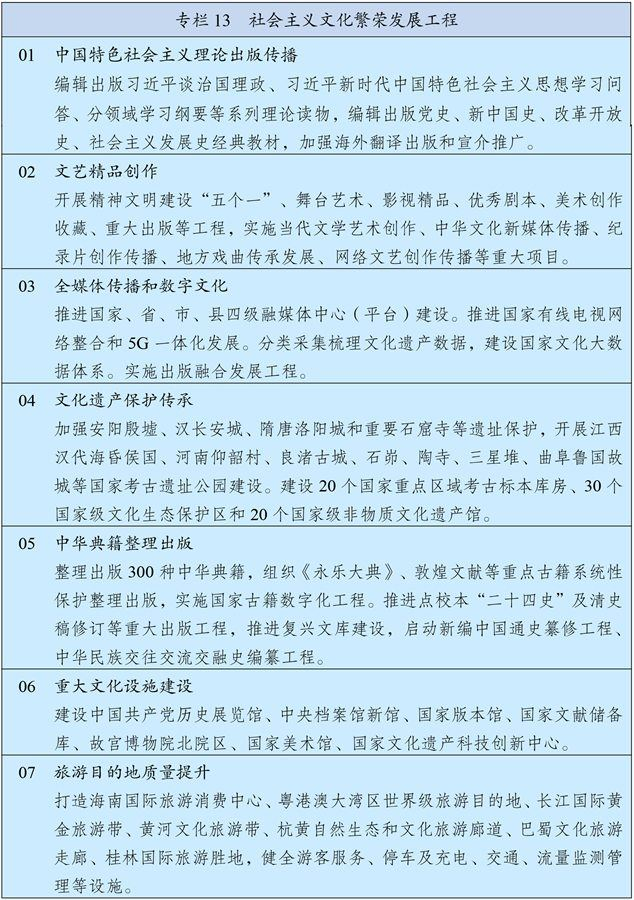 专栏 13 社会主义文化繁荣发展工程
01 中国特色社会主义理论出版传播
编辑出版习近平谈治国理政、习近平新时代中国特色社会主义思想学习问
答、分领域学习纲要等系列理论读物，编辑出版党史、新中国史、改革开放
史、社会主义发展史经典教材，加强海外翻译出版和宣介推广。
02 文艺精品创作
开展精神文明建设“五个一”、舞台艺术、影视精品、优秀剧本、美术创作
收藏、重大出版等工程，实施当代文学艺术创作、中华文化新媒体传播、纪
录片创作传播、地方戏曲传承发展、网络文艺创作传播等重大项目。
03 全媒体传播和数字文化
推进国家、省、市、县四级融媒体中心（平台）建设。推进国家有线电视网
络整合和 5G 一体化发展。分类采集梳理文化遗产数据，建设国家文化大数
据体系。实施出版融合发展工程。
04 文化遗产保护传承
加强安阳殷墟、汉长安城、隋唐洛阳城和重要石窟寺等遗址保护，开展江西
汉代海昏侯国、河南仰韶村、良渚古城、石峁、陶寺、三星堆、曲阜鲁国故
城等国家考古遗址公园建设。建设 20 个国家重点区域考古标本库房、30 个
国家级文化生态保护区和 20 个国家级非物质文化遗产馆。
05 中华典籍整理出版
整理出版 300 种中华典籍，组织《永乐大典》、敦煌文献等重点古籍系统性
保护整理出版，实施国家古籍数字化工程。推进点校本“二十四史”及清史
稿修订等重大出版工程，推进复兴文库建设，启动新编中国通史纂修工程、
中华民族交往交流交融史编纂工程。
06 重大文化设施建设
建设中国共产党历史展览馆、中央档案馆新馆、国家版本馆、国家文献储备
库、故宫博物院北院区、国家美术馆、国家文化遗产科技创新中心。
07 旅游目的地质量提升
打造海南国际旅游消费中心、粤港澳大湾区世界级旅游目的地、长江国际黄
金旅游带、黄河文化旅游带、杭黄自然生态和文化旅游廊道、巴蜀文化旅游
走廊、桂林国际旅游胜地，健全游客服务、停车及充电、交通、流量监测管
理等设施。